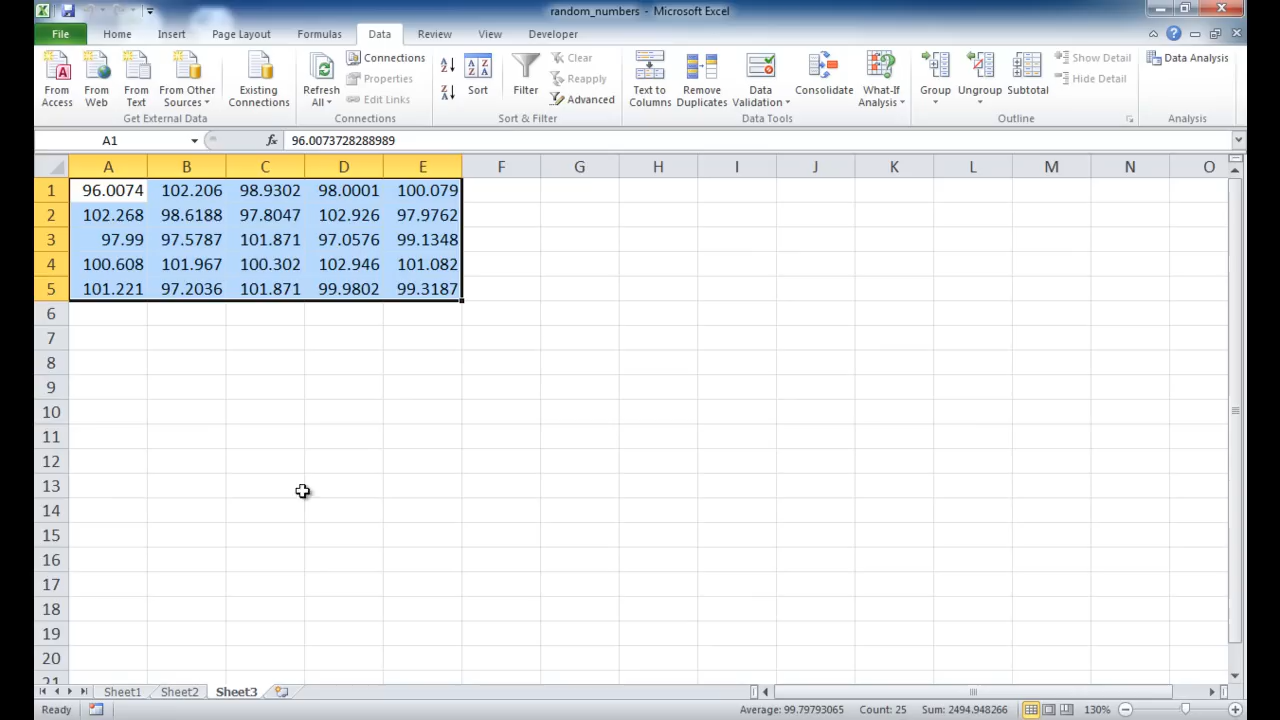 random_numbers - Microsoft Excel
File Home Insert Page Layout Formulas Data Review View Developer
From Access
From Web
From Text
From Other Sources
Existing Connections
Refresh All
Connections
Properties
Edit Links
Sort
Filter
Clear
Reapply
Advanced
Text to Columns
Remove Duplicates
Data Validation
Consolidate
What-If Analysis
Group
Ungroup
Subtotal
Show Detail
Hide Detail
Data Analysis
Get External Data Connections Sort & Filter Data Tools Outline Analysis
A1 fx 96.0073728288989
A B C D E F G H I J K L M N O
1 96.0074 102.206 98.9302 98.0001 100.079
2 102.268 98.6188 97.8047 102.926 97.9762
3 97.99 97.5787 101.871 97.0576 99.1348
4 100.608 101.967 100.302 102.946 101.082
5 101.221 97.2036 101.871 99.9802 99.3187
6
7
8
9
10
11
12
13
14
15
16
17
18
19
20
21
Sheet1 Sheet2 Sheet3
Ready Average: 99.79793065 Count: 25 Sum: 2494.948266 130%